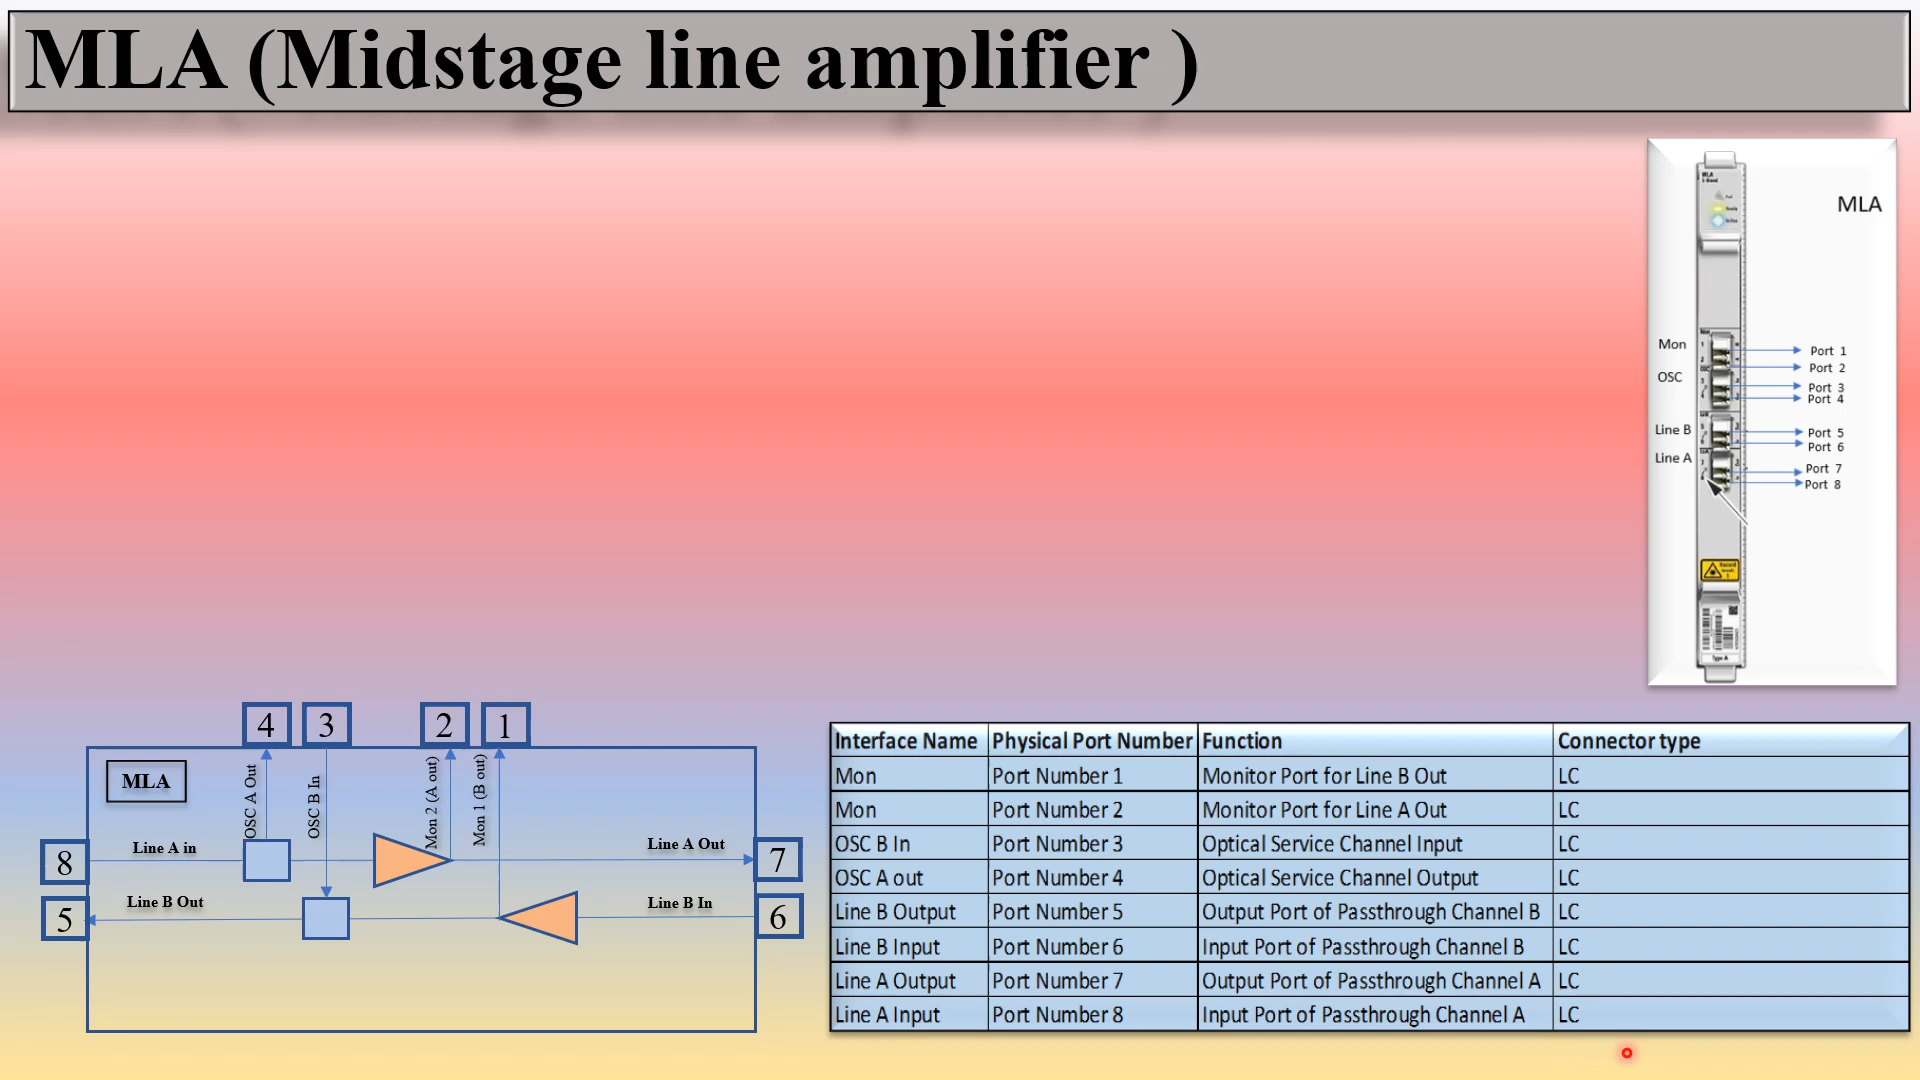 MLA (Midstage line amplifier )
MLA
MLA
Mon
OSC
Line B
Line A
Port 1
Port 2
Port 3
Port 4
Port 5
Port 6
Port 7
Port 8
Type A
4
3
2
1
MLA
OSC A Out
OSC B In
Mon 2 (A out)
Mon 1 (B out)
8
Line A in
Line A Out
7
5
Line B Out
Line B In
6
Interface Name Physical Port Number Function Connector type
Mon Port Number 1 Monitor Port for Line B Out LC
Mon Port Number 2 Monitor Port for Line A Out LC
OSC B In Port Number 3 Optical Service Channel Input LC
OSC A out Port Number 4 Optical Service Channel Output LC
Line B Output Port Number 5 Output Port of Passthrough Channel B LC
Line B Input Port Number 6 Input Port of Passthrough Channel B LC
Line A Output Port Number 7 Output Port of Passthrough Channel A LC
Line A Input Port Number 8 Input Port of Passthrough Channel A LC